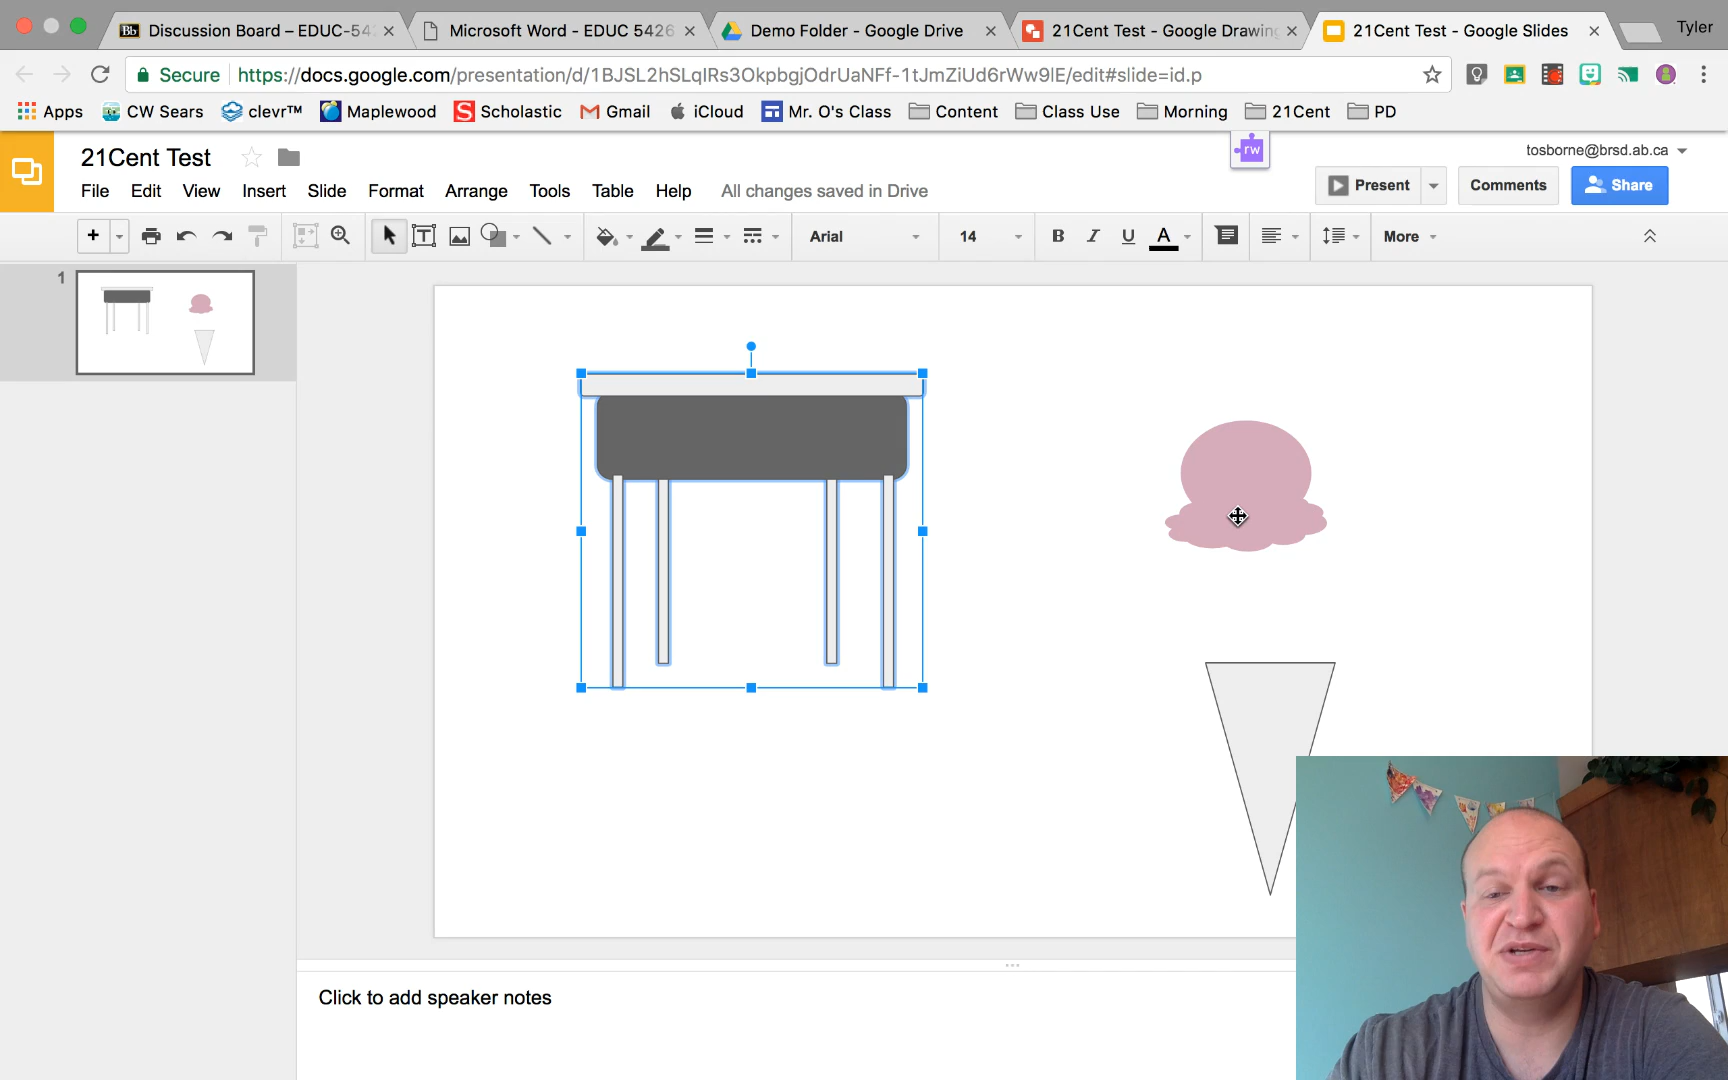 Bb Discussion Board – EDUC-54
Microsoft Word - EDUC 5426
Demo Folder - Google Drive
21Cent Test - Google Drawing
21Cent Test - Google Slides
Tyler
Secure
https://docs.google.com/presentation/d/1BJSL2hSLqIRs3OkpbgjOdrUaNFf-1tJmZiUd6rWw9lE/edit#slide=id.p
Apps
CW Sears
clevr™
Maplewood
S Scholastic
Gmail
iCloud
Mr. O's Class
Content
Class Use
Morning
21Cent
PD
rw
21Cent Test
tosborne@brsd.ab.ca
File Edit View Insert Slide Format Arrange Tools Table Help
All changes saved in Drive
Present
Comments
Share
Arial
14
B I U A
More
1
Click to add speaker notes